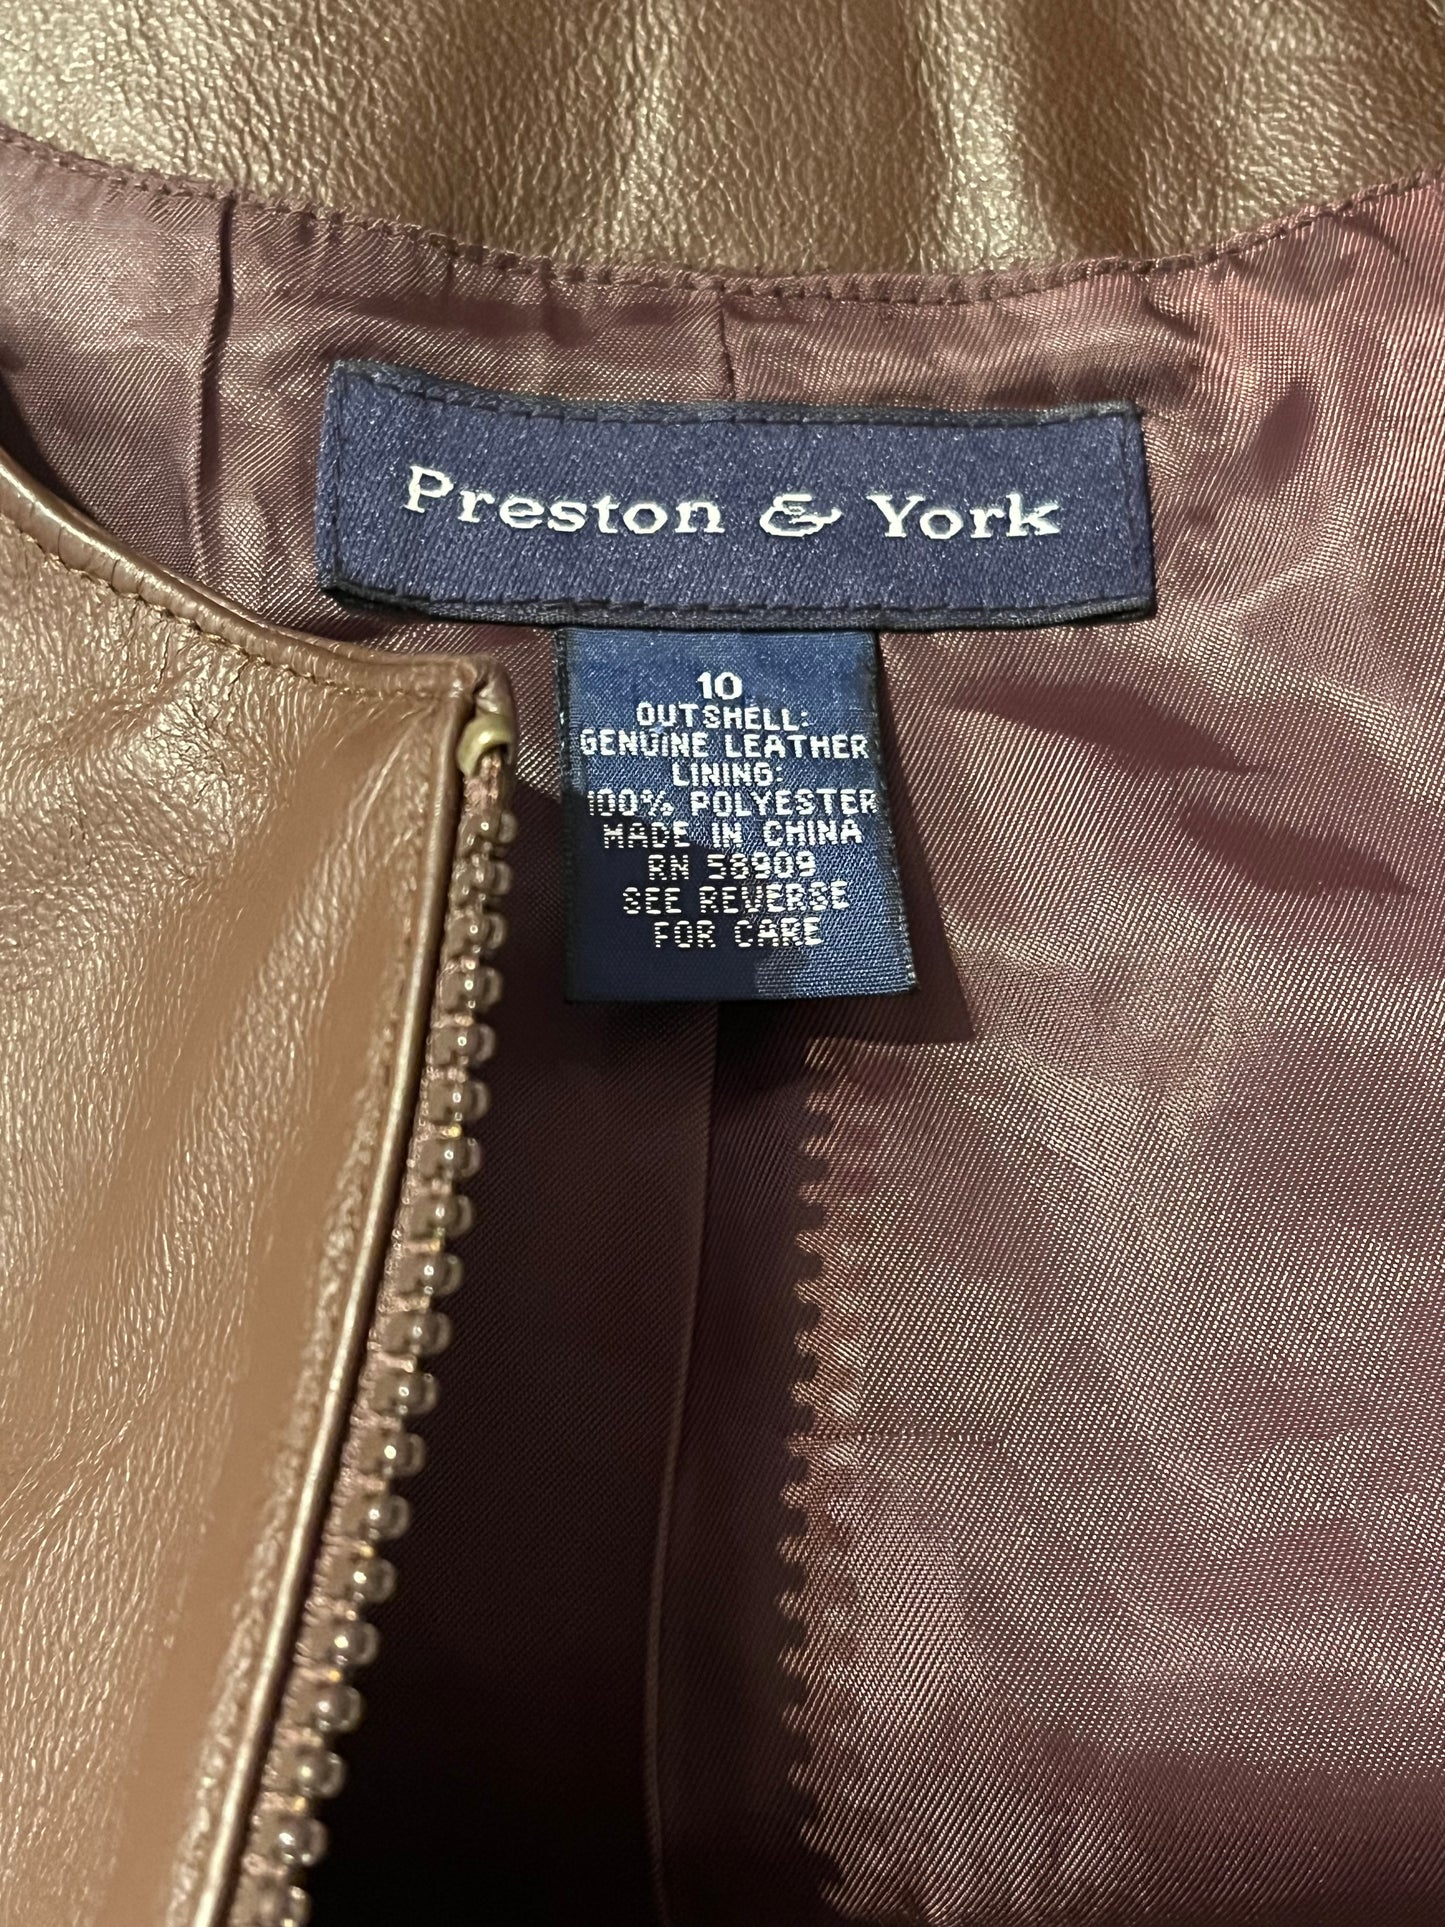 Preston & York
10
OUTSHELL:
GENUINE LEATHER
LINING:
100% POLYESTER
MADE IN CHINA
RN 58909
SEE REVERSE
FOR CARE